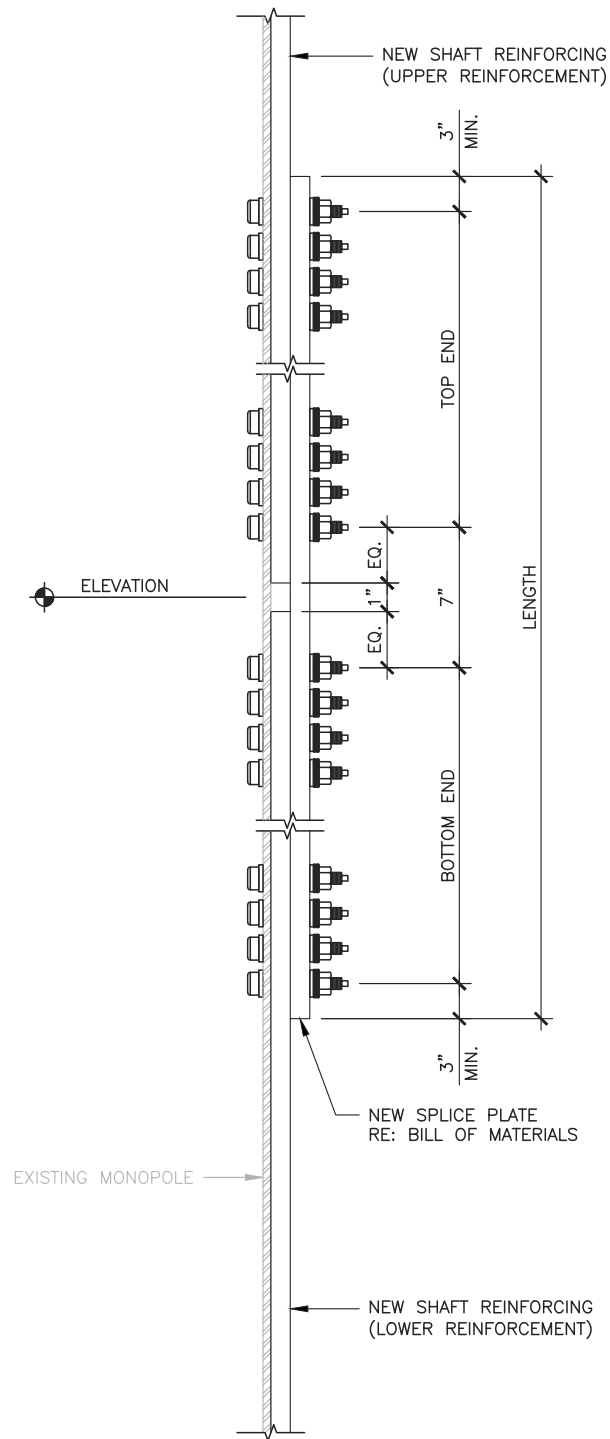 NEW SHAFT REINFORCING
(UPPER REINFORCEMENT)
3"
MIN.
TOP END
EQ.
ELEVATION
1"
7"
LENGTH
EQ.
BOTTOM END
3"
MIN.
NEW SPLICE PLATE
RE: BILL OF MATERIALS
EXISTING MONOPOLE
NEW SHAFT REINFORCING
(LOWER REINFORCEMENT)